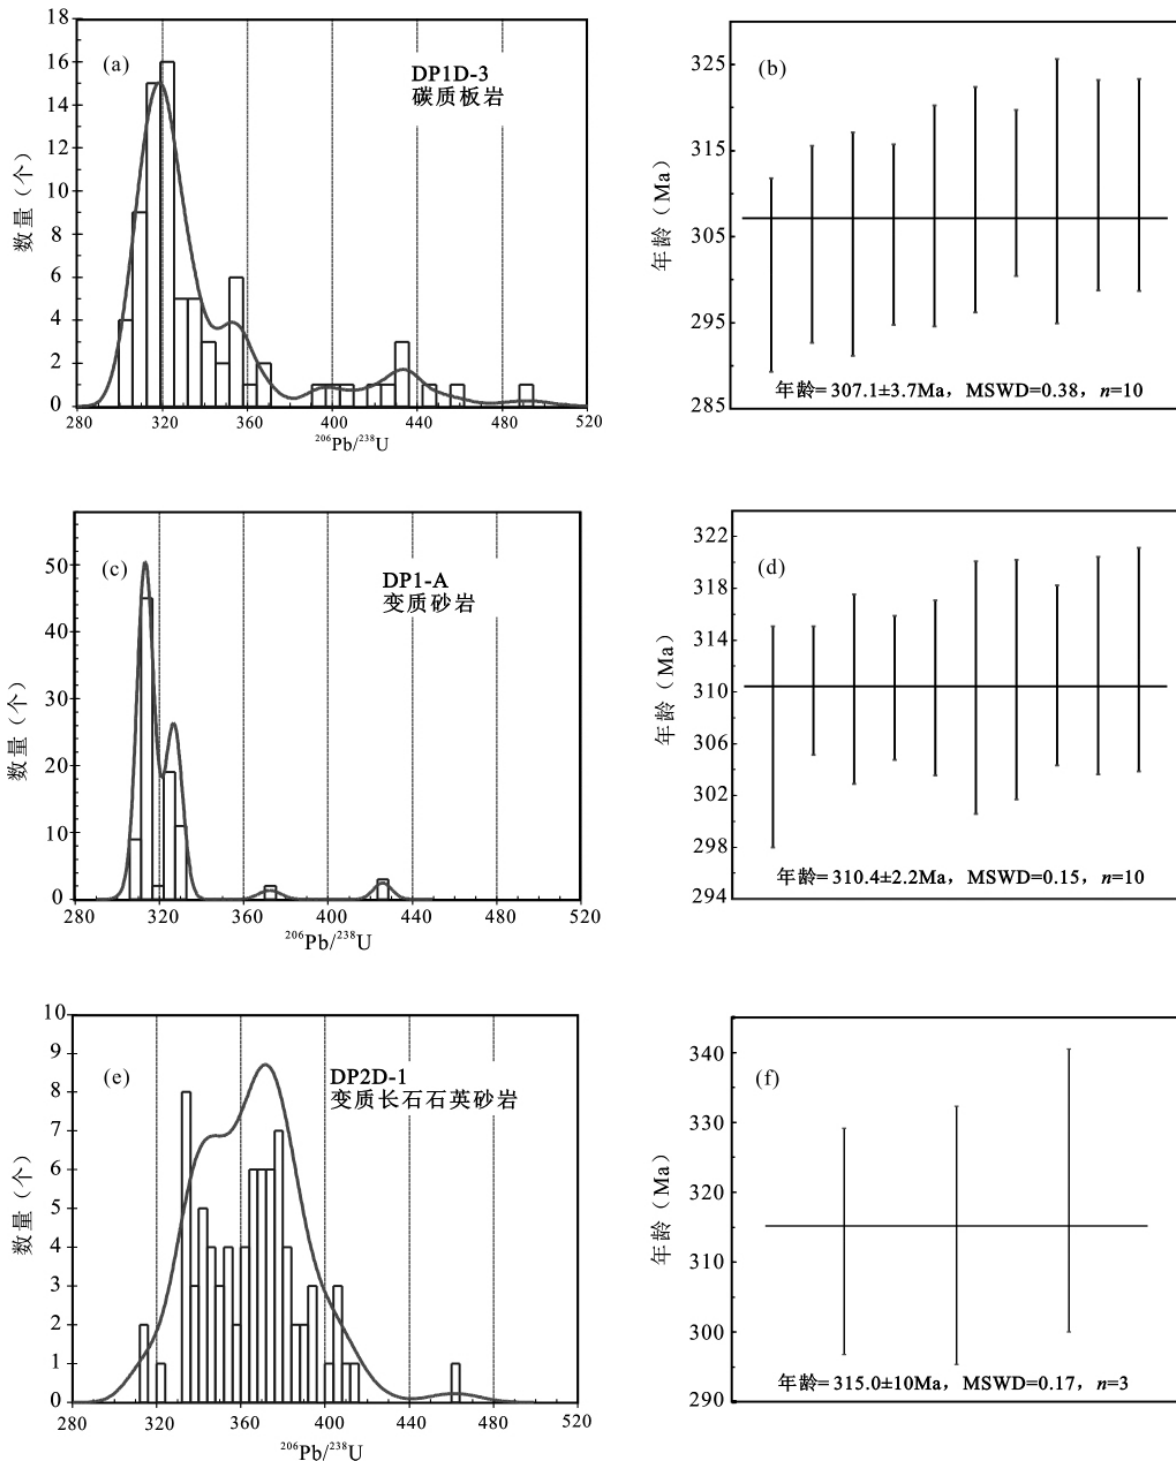 18
16
14
12
10
8
6
4
2
0
数量（个）
(a)
DP1D-3
碳质板岩
280 320 360 400 440 480 520
²⁰⁶Pb/²³⁸U
325
315
305
295
285
年龄（Ma）
(b)
年龄=307.1±3.7Ma，MSWD=0.38，n=10
50
40
30
20
10
0
数量（个）
(c)
DP1-A
变质砂岩
280 320 360 400 440 480 520
²⁰⁶Pb/²³⁸U
322
318
314
310
306
302
298
294
年龄（Ma）
(d)
年龄=310.4±2.2Ma，MSWD=0.15，n=10
10
9
8
7
6
5
4
3
2
1
0
数量（个）
(e)
DP2D-1
变质长石石英砂岩
280 320 360 400 440 480 520
²⁰⁶Pb/²³⁸U
340
330
320
310
300
290
年龄（Ma）
(f)
年龄=315.0±10Ma，MSWD=0.17，n=3